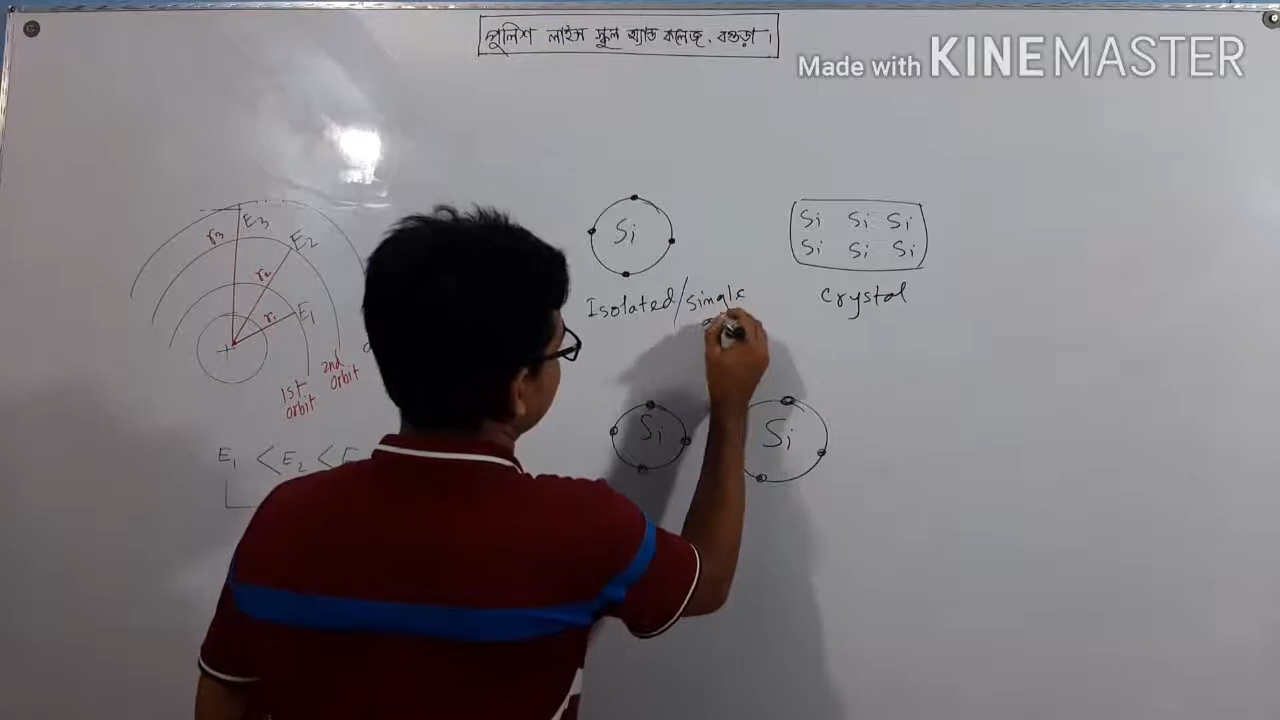 পুলিশ লাইন্স স্কুল অ্যান্ড কলেজ, বগুড়া।
Made with KINEMASTER
E3
E2
E1
r3
r2
r1
+
1st orbit
2nd orbit
E1 < E2 <
Si
Isolated/single
Si Si Si
Si Si Si
Crystal
Si
Si